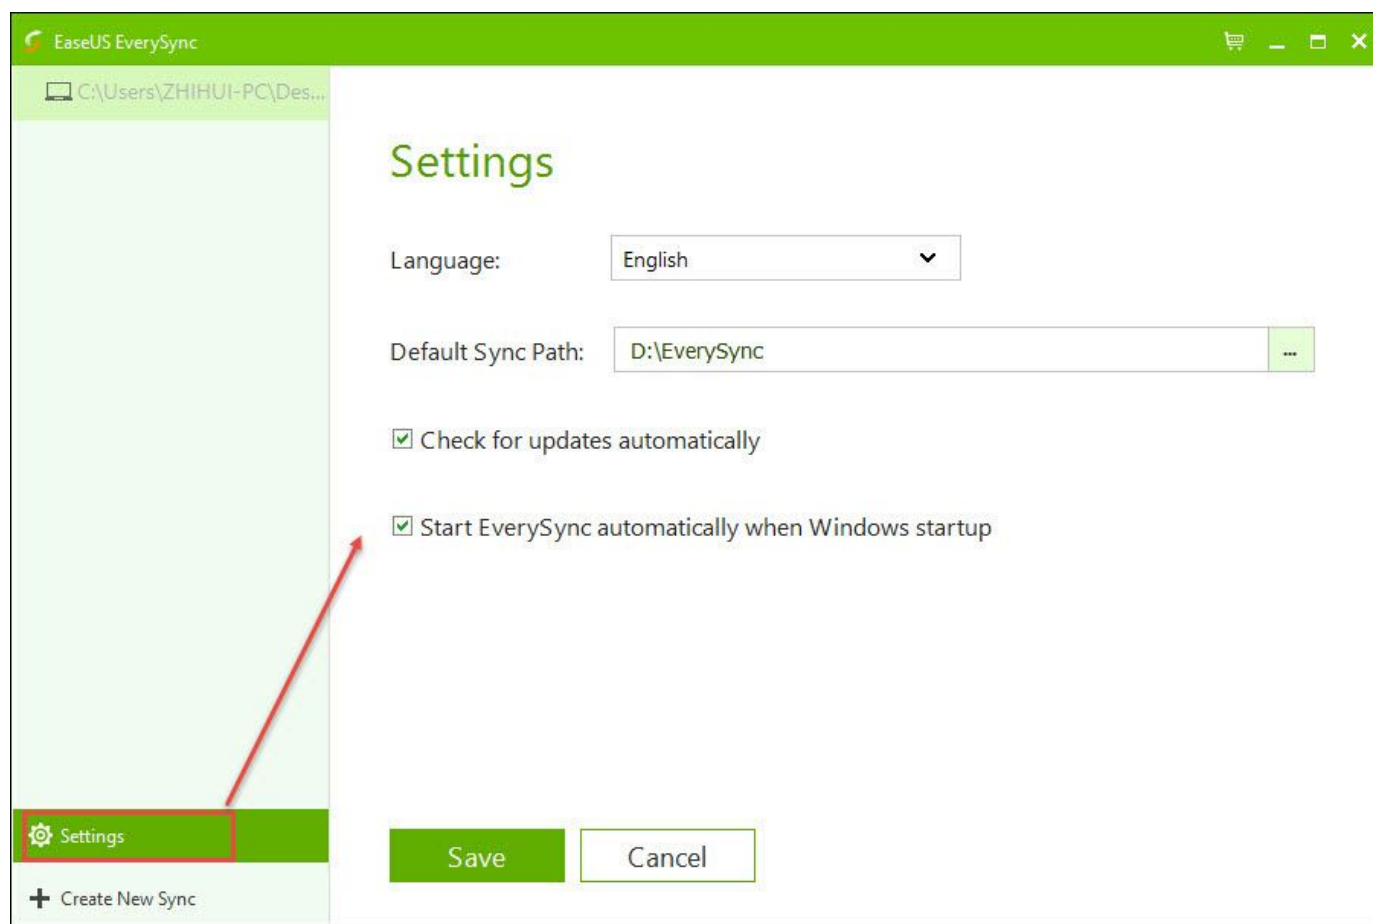 EaseUS EverySync
C:\Users\ZHIHUI-PC\Des...
Settings
Language:
English
Default Sync Path:
D:\EverySync
...
Check for updates automatically
Start EverySync automatically when Windows startup
Settings
Create New Sync
Save
Cancel